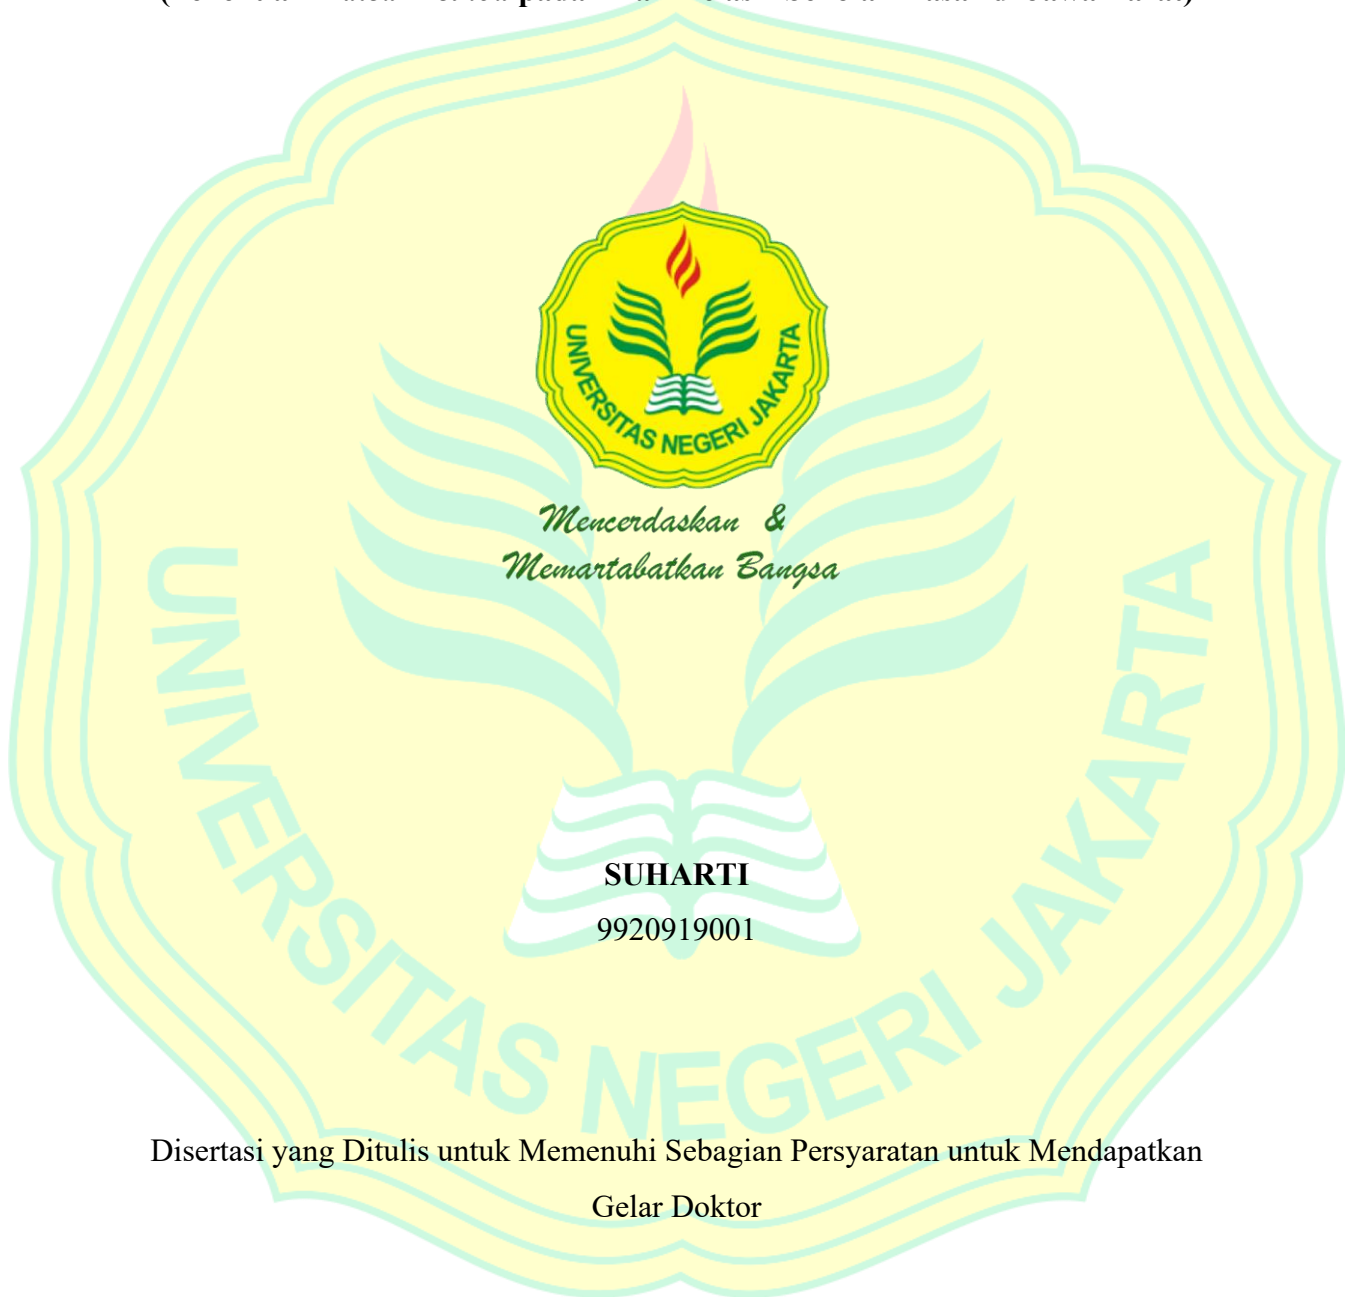 UNIVERSITAS NEGERI JAKARTA
Mencerdaskan &
Memartabatkan Bangsa
SUHARTI
9920919001
Disertasi yang Ditulis untuk Memenuhi Sebagian Persyaratan untuk Mendapatkan
Gelar Doktor
UNIVERSITAS NEGERI JAKARTA